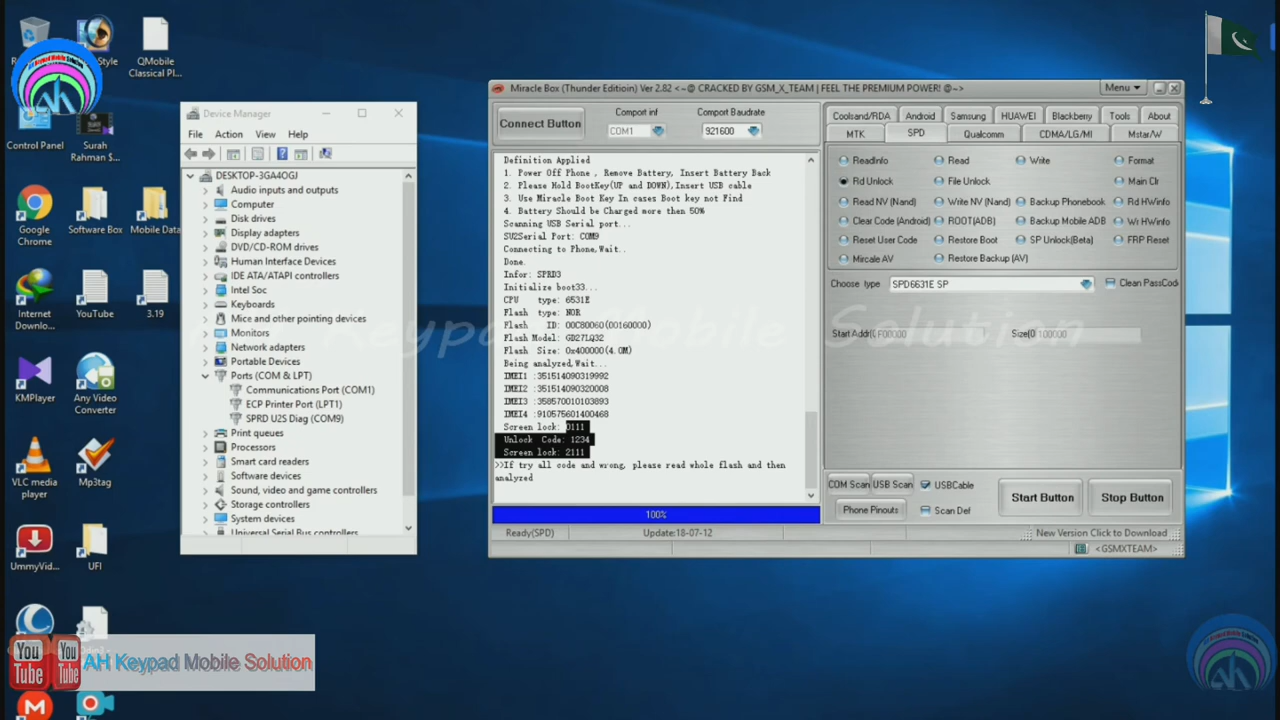 Style
QMobile
Classical Pl...
Control Panel
Surah
Rahman $...
Google
Chrome
Software Box
Mobile Data
Internet
Downlo...
YouTube
3.19
KMPlayer
Any Video
Converter
VLC media
player
Mp3tag
UmmyVid...
UFI
Device Manager
File Action View Help
DESKTOP-3GA4OGJ
Audio inputs and outputs
Computer
Disk drives
Display adapters
DVD/CD-ROM drives
Human Interface Devices
IDE ATA/ATAPI controllers
Intel Soc
Keyboards
Mice and other pointing devices
Monitors
Network adapters
Portable Devices
Ports (COM & LPT)
Communications Port (COM1)
ECP Printer Port (LPT1)
SPRD U2S Diag (COM9)
Print queues
Processors
Smart card readers
Software devices
Sound, video and game controllers
Storage controllers
System devices
Universal Serial Bus controllers
Miracle Box (Thunder Editioin) Ver 2.82 <~@ CRACKED BY GSM_X_TEAM | FEEL THE PREMIUM POWER! @~>
Menu
Connect Button
Comport inf
COM1
Comport Baudrate
921600
Definition Applied
1. Power Off Phone , Remove Battery, Insert Battery Back
2. Please Hold BootKey(UP and DOWN),Insert USB cable
3. Use Miracle Boot Key In cases Boot key not Find
4. Battery Should be Charged more then 50%
Scanning USB Serial port...
SU2Serial Port: COM9
Connecting to Phone,Wait..
Done.
Infor: SPRD3
Initialize boot33...
CPU type: 6531E
Flash type: NOR
Flash ID: 00C80060(00160000)
Flash Model: GD27LQ32
Flash Size: 0x400000(4.0M)
Being analyzed,Wait...
IMEI1 :351514090319992
IMEI2 :351514090320008
IMEI3 :358570010103893
IMEI4 :910575601400468
Screen lock: 0111
Unlock Code: 1234
Screen lock: 2111
>>If try all code and wrong, please read whole flash and then
analyzed
100%
Ready(SPD) Update:18-07-12
Coolsand/RDA Android Samsung HUAWEI Blackberry Tools About
MTK SPD Qualcomm CDMA/LG/MI Mstar/W
ReadInfo Read Write Format
Rd Unlock File Unlock Main Clr
Read NV (Nand) Write NV (Nand) Backup Phonebook Rd HWinfo
Clear Code (Android) ROOT(ADB) Backup Mobile ADB Wt HWinfo
Reset User Code Restore Boot SP Unlock(Beta) FRP Reset
Mircale AV Restore Backup (AV)
Choose type SPD6631E SP Clean PassCod
Start Addr(F00000 Size(0 100000
COM Scan USB Scan USBCable
Phone Pinouts Scan Def
Start Button Stop Button
New Version Click to Download
<GSMXTEAM>
Keypad Mobile Solution
You Tube You Tube AH Keypad Mobile Solution